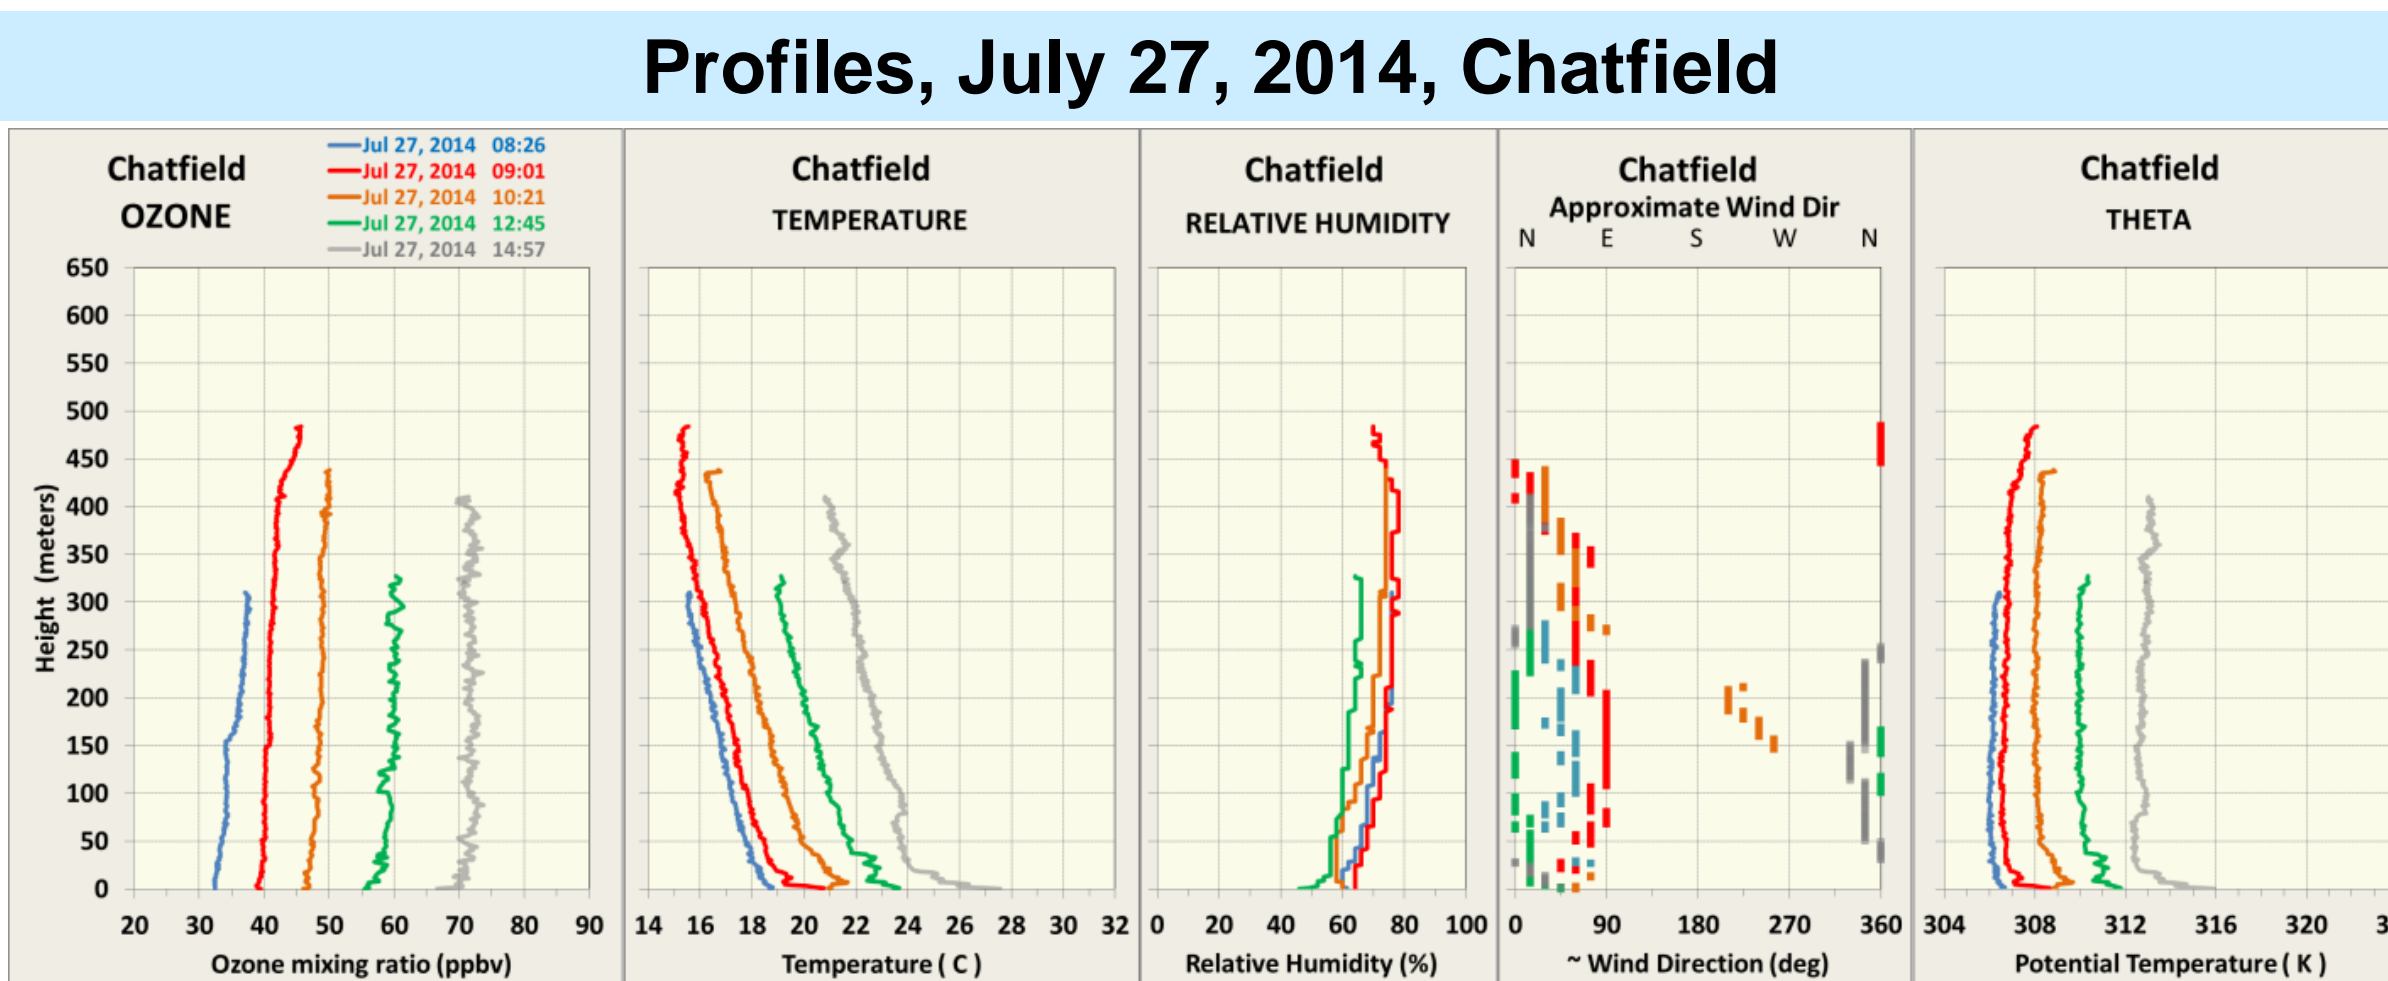 Profiles, July 27, 2014, Chatfield
Chatfield
OZONE
Jul 27, 2014 08:26
Jul 27, 2014 09:01
Jul 27, 2014 10:21
Jul 27, 2014 12:45
Jul 27, 2014 14:57
650
600
550
500
450
400
350
300
250
200
150
100
50
0
Height (meters)
20 30 40 50 60 70 80 90
Ozone mixing ratio (ppbv)
Chatfield
TEMPERATURE
14 16 18 20 22 24 26 28 30 32
Temperature ( C )
Chatfield
RELATIVE HUMIDITY
0 20 40 60 80 100
Relative Humidity (%)
Chatfield
Approximate Wind Dir
N E S W N
0 90 180 270 360
~ Wind Direction (deg)
Chatfield
THETA
304 308 312 316 320
Potential Temperature ( K )